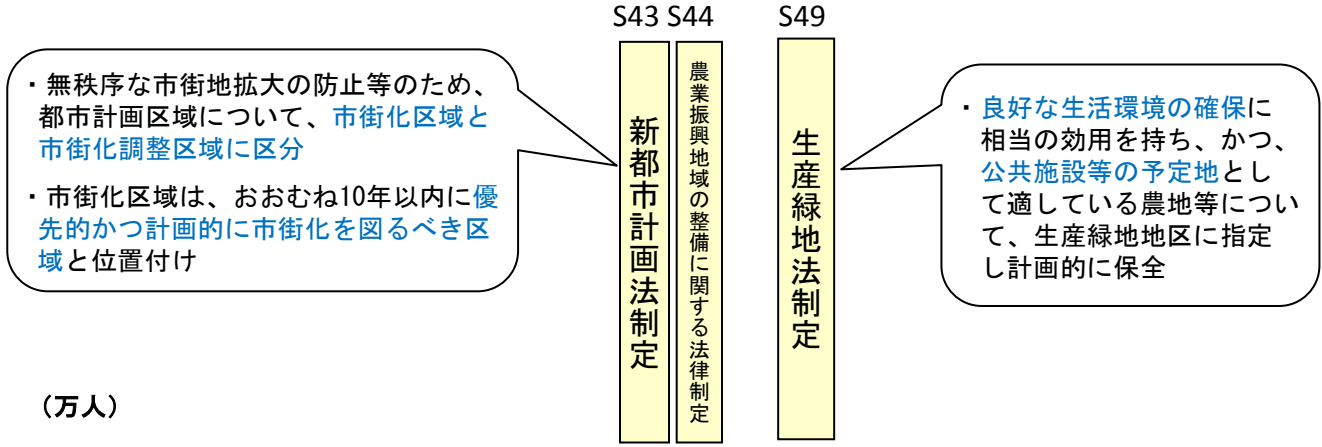 S43 S44 S49
・無秩序な市街地拡大の防止等のため、
都市計画区域について、市街化区域と
市街化調整区域に区分
・市街化区域は、おおむね10年以内に優
先的かつ計画的に市街化を図るべき区
域と位置付け
新都市計画法制定
農業振興地域の整備に関する法律制定
生産緑地法制定
・良好な生活環境の確保に
相当の効用を持ち、かつ、
公共施設等の予定地とし
て適している農地等につい
て、生産緑地地区に指定
し計画的に保全
（万人）